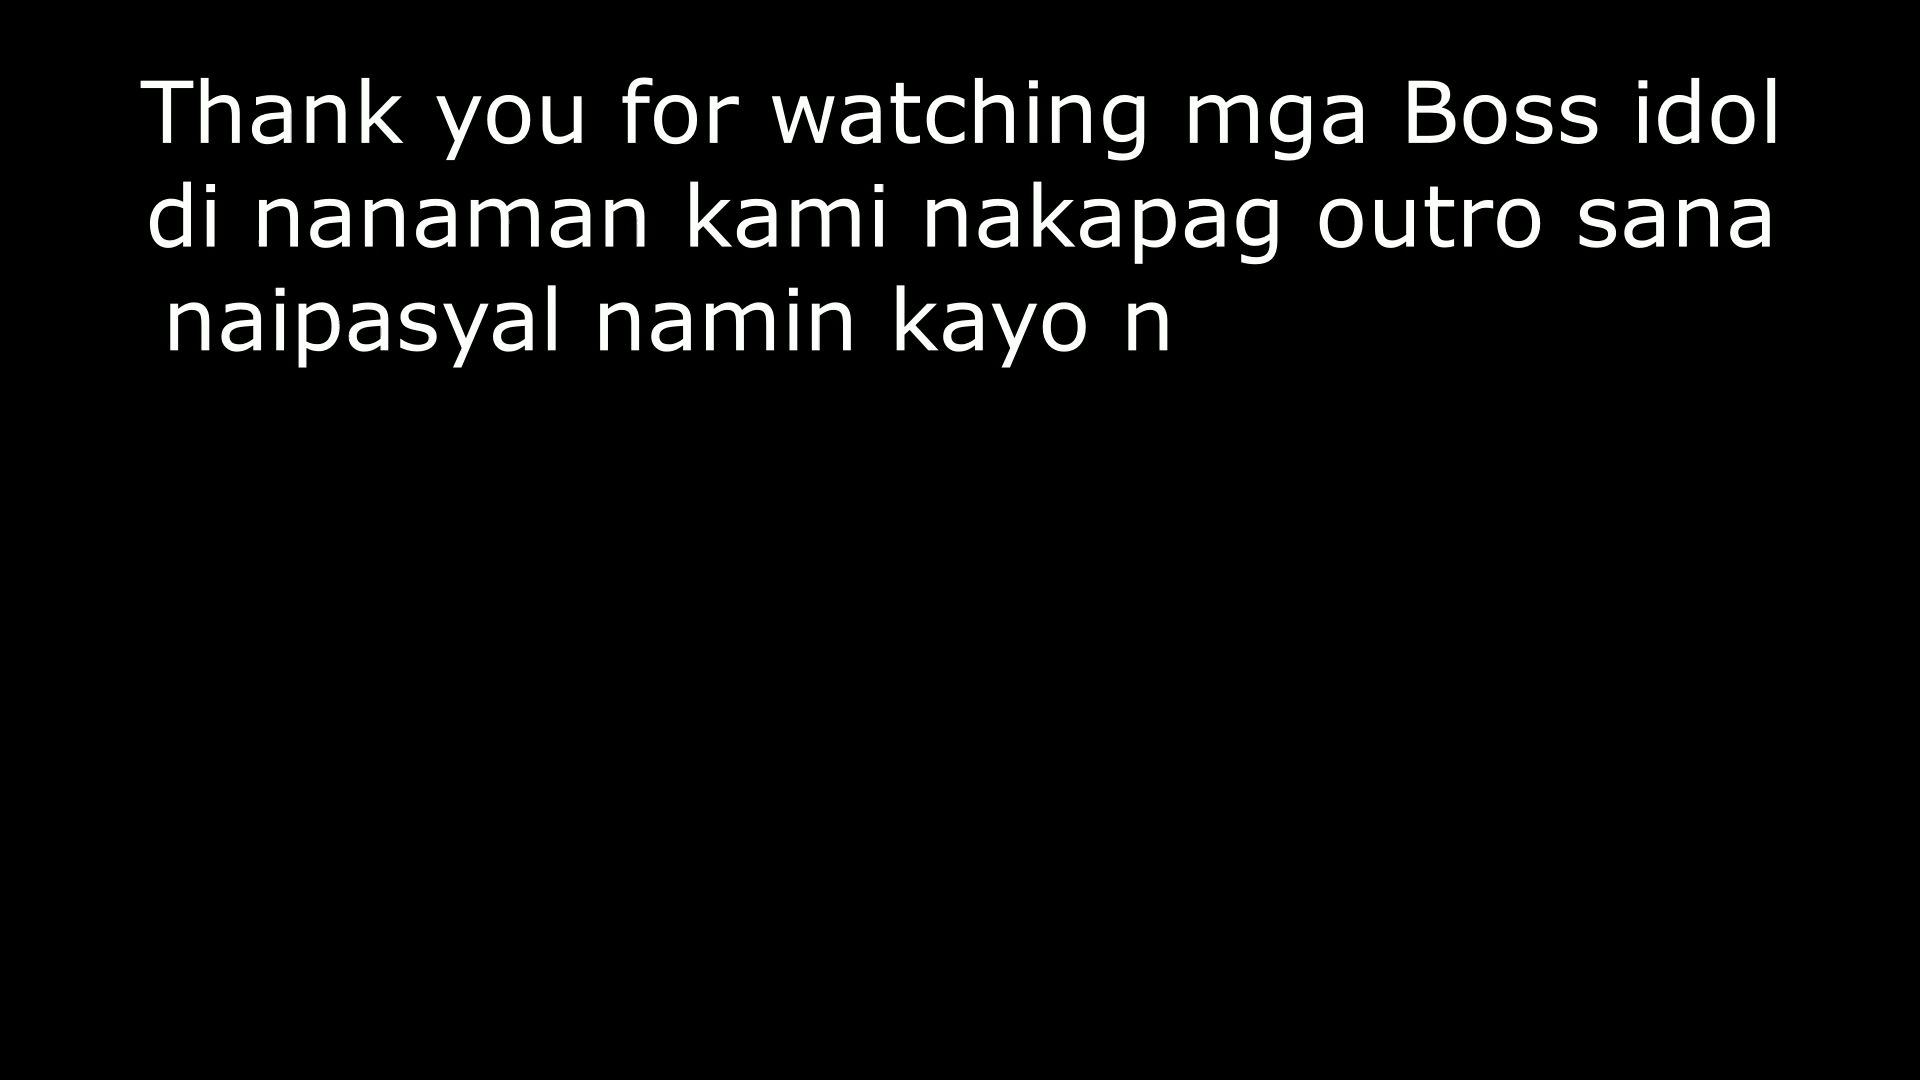 Thank you for watching mga Boss idol
di nanaman kami nakapag outro sana
naipasyal namin kayo n